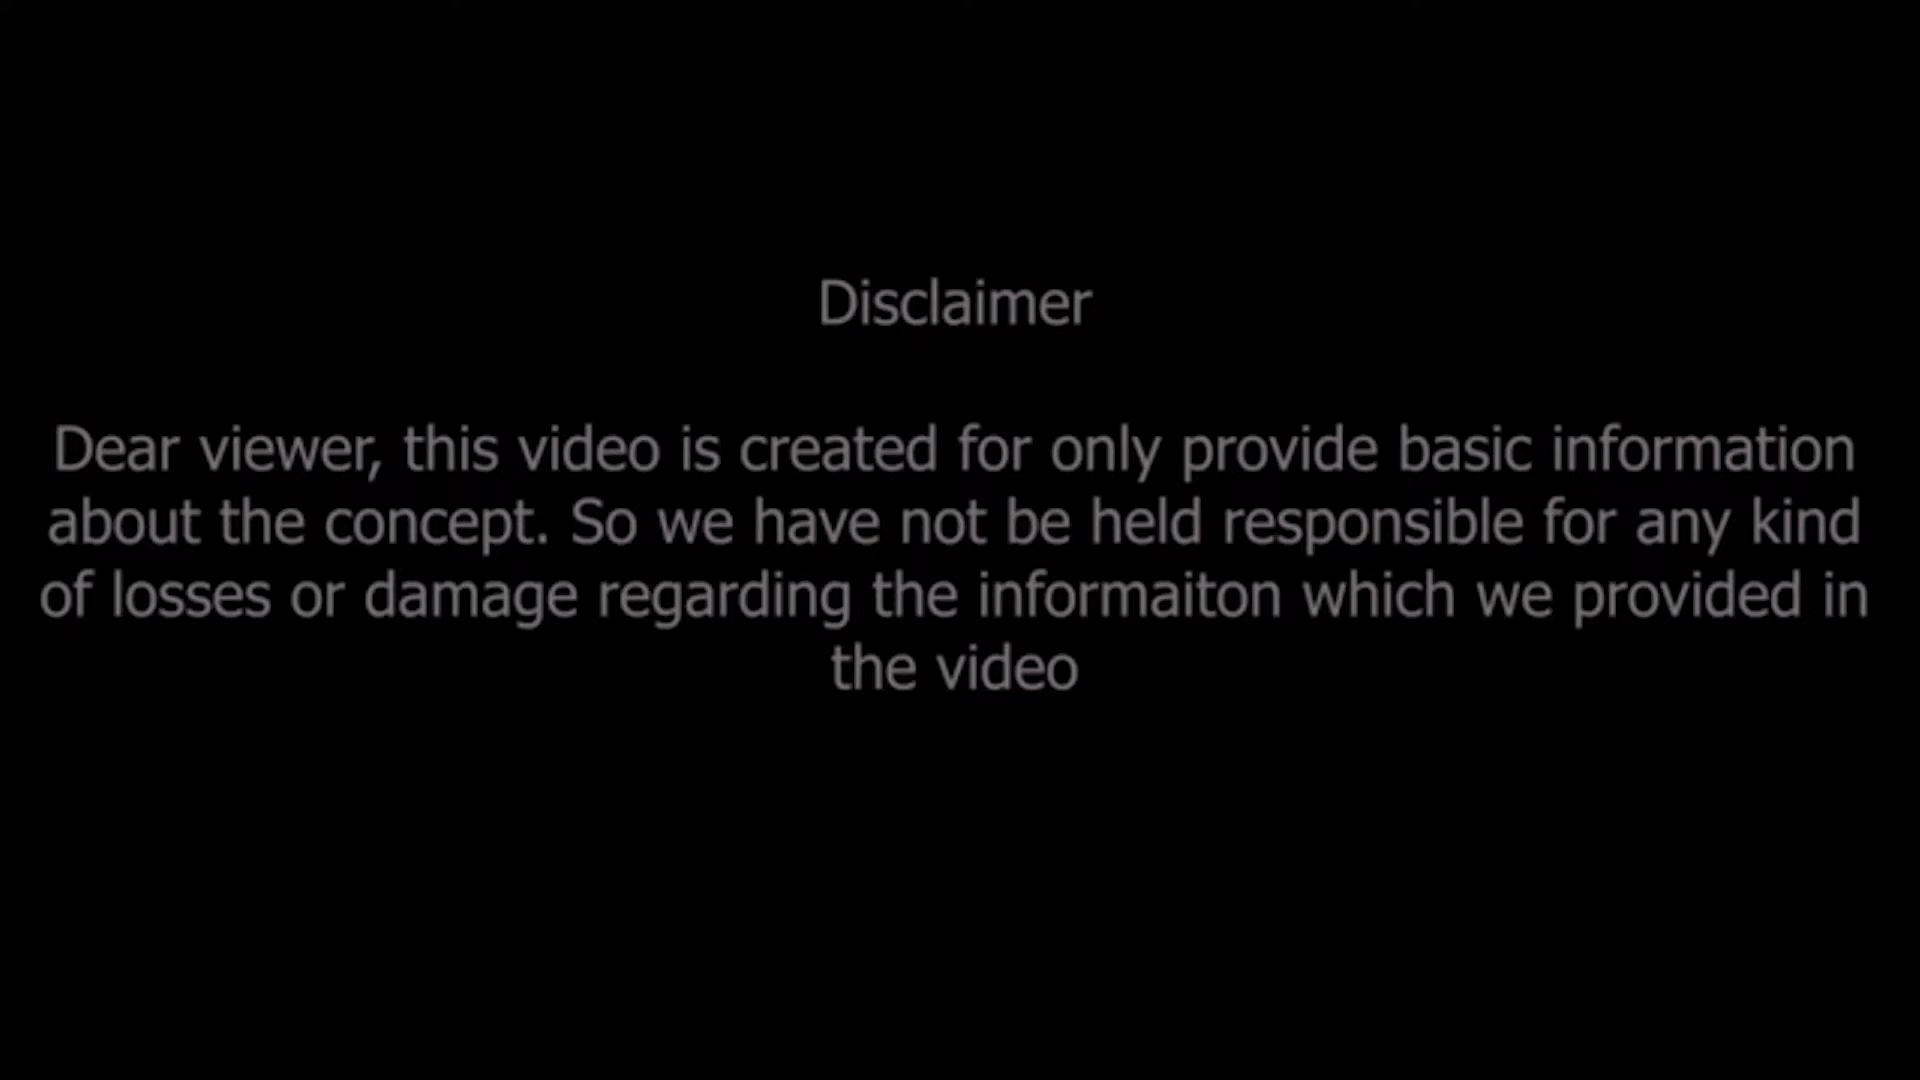 Disclaimer
Dear viewer, this video is created for only provide basic information
about the concept. So we have not be held responsible for any kind
of losses or damage regarding the informaiton which we provided in
the video